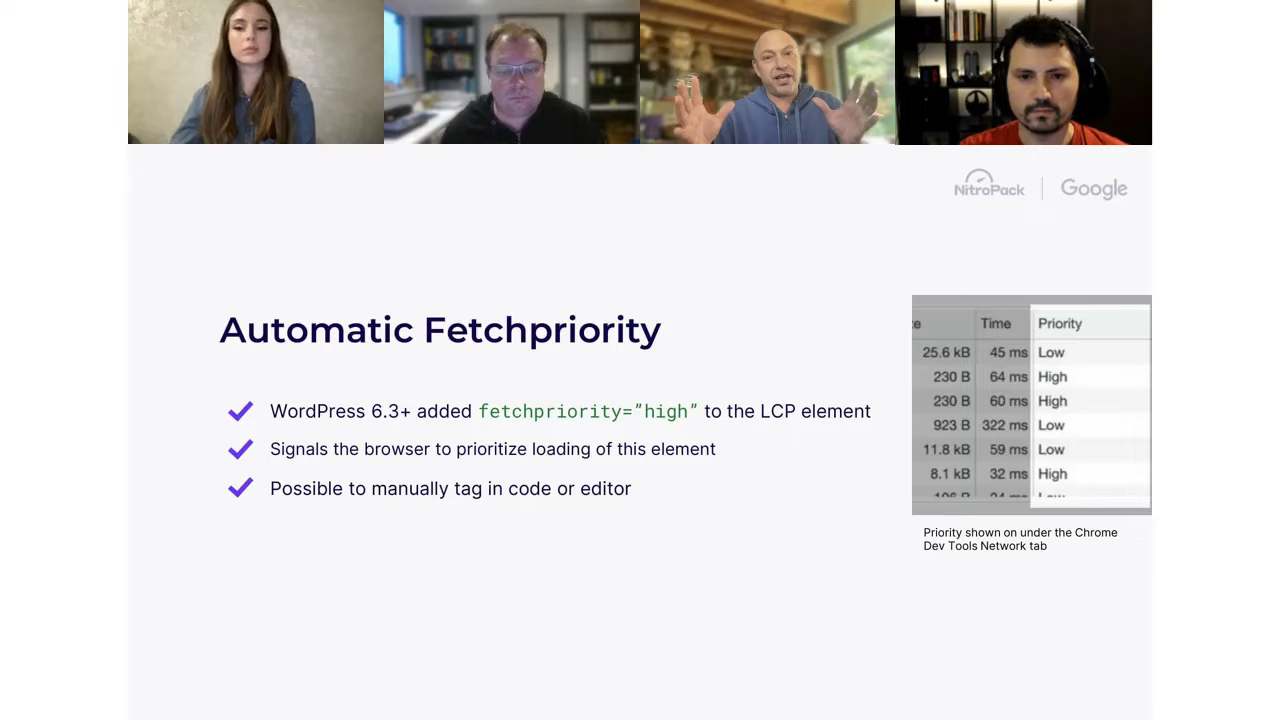 NitroPack | Google
Automatic Fetchpriority
WordPress 6.3+ added fetchpriority="high" to the LCP element
Signals the browser to prioritize loading of this element
Possible to manually tag in code or editor
e Time Priority
25.6 kB 45 ms Low
230 B 64 ms High
230 B 60 ms High
923 B 322 ms Low
11.8 kB 59 ms Low
8.1 kB 32 ms High
Priority shown on under the Chrome
Dev Tools Network tab